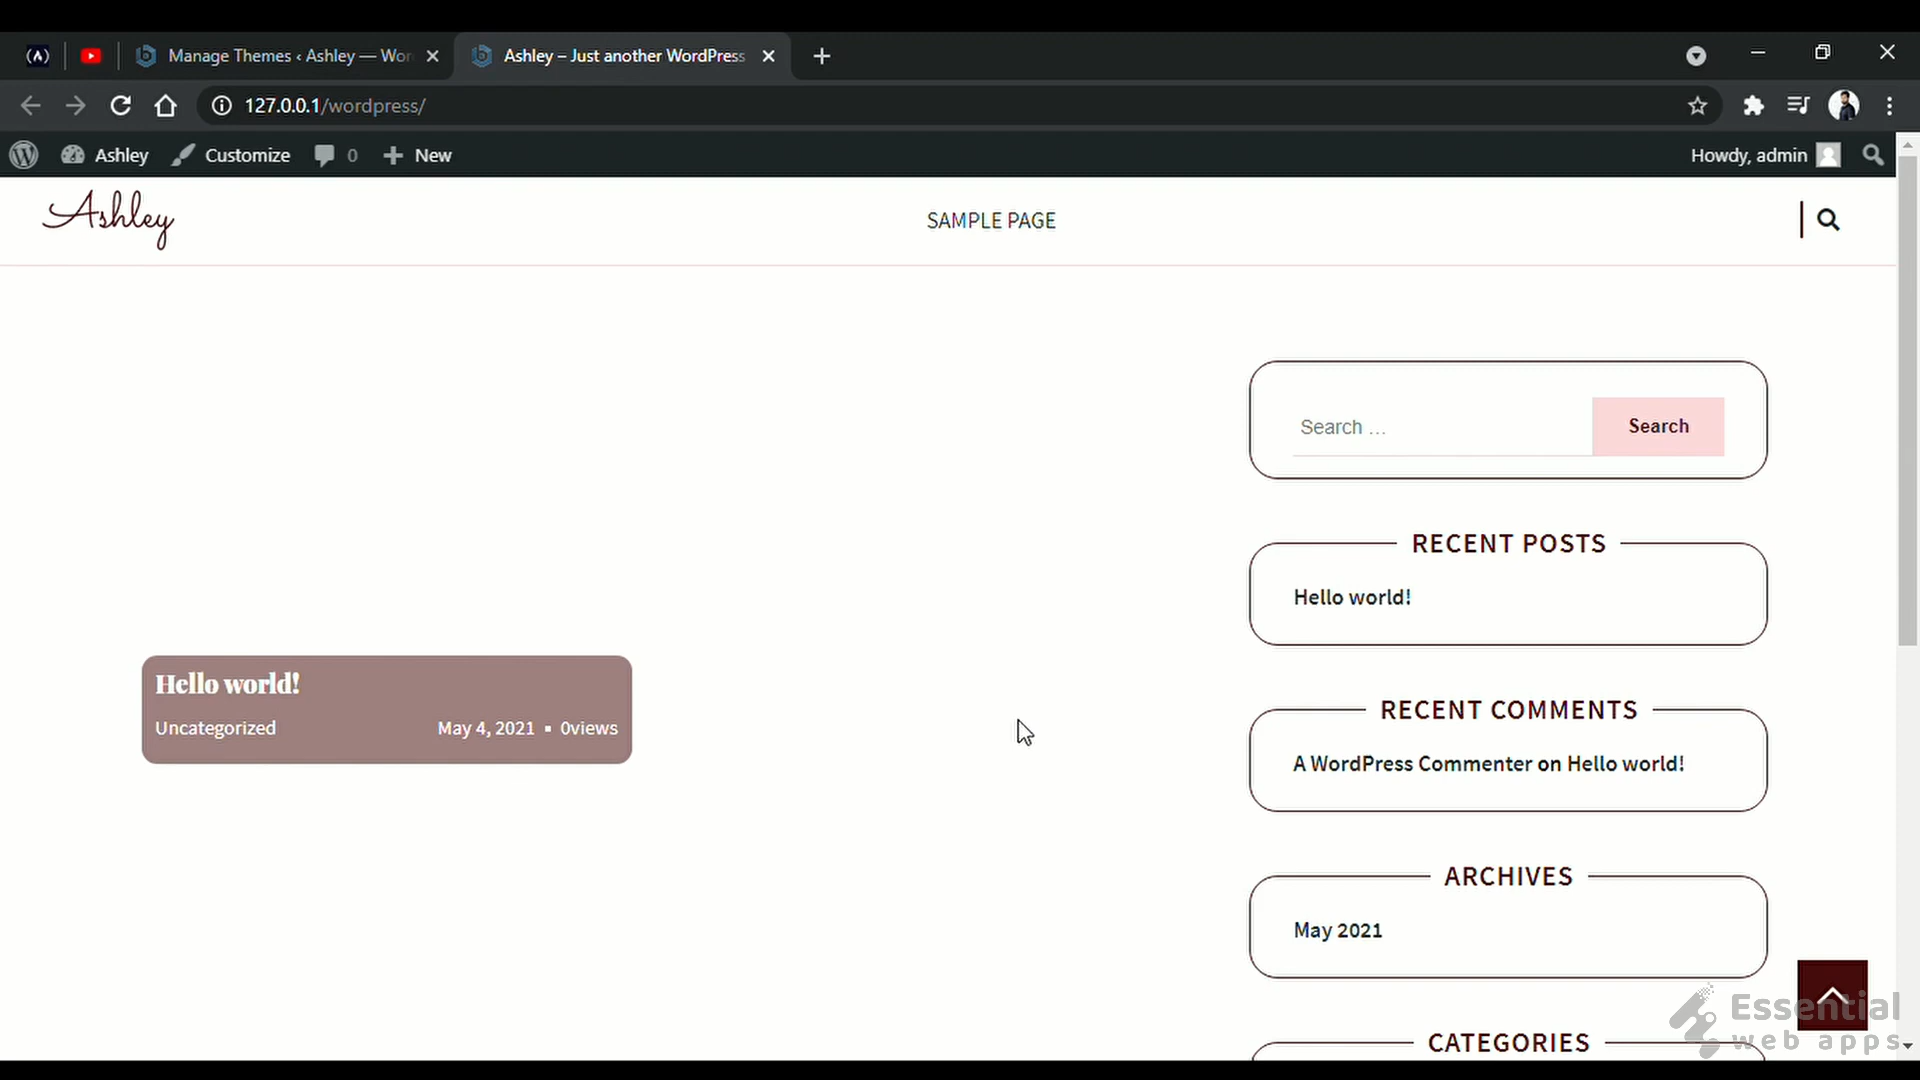 Manage Themes ‹ Ashley — Wor
Ashley – Just another WordPress
127.0.0.1/wordpress/
Ashley
Customize
0
New
Howdy, admin
Ashley
SAMPLE PAGE
Search …
Search
RECENT POSTS
Hello world!
Hello world!
Uncategorized
May 4, 2021 ▪ 0views
RECENT COMMENTS
A WordPress Commenter on Hello world!
ARCHIVES
May 2021
CATEGORIES
Essential
web apps